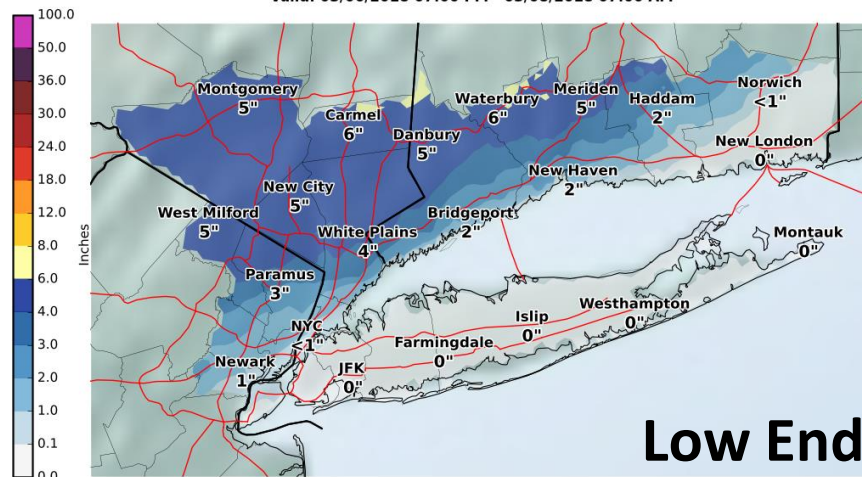 100.0
50.0
36.0
30.0
24.0
18.0
12.0
8.0
6.0
4.0
3.0
2.0
1.0
0.1
0.0
Inches
Montgomery
5"
Carmel
6"
Danbury
5"
Waterbury
6"
Meriden
5"
Haddam
2"
Norwich
<1"
New London
0"
New City
5"
New Haven
2"
West Milford
5"
White Plains
4"
Bridgeport
2"
Montauk
0"
Paramus
3"
NYC
<1"
Islip
0"
Westhampton
0"
Farmingdale
0"
Newark
1"
JFK
0"
Low End